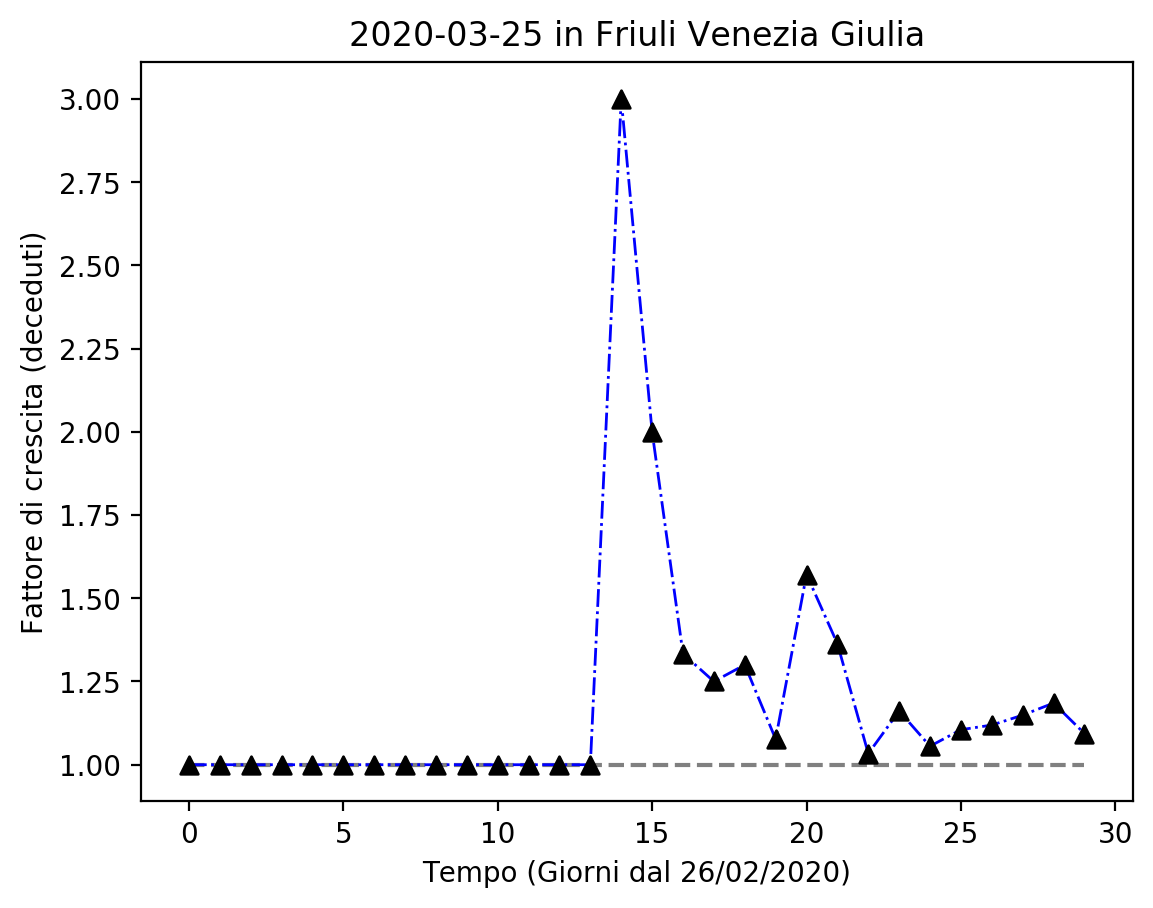 2020-03-25 in Friuli Venezia Giulia
Fattore di crescita (deceduti)
3.00
2.75
2.50
2.25
2.00
1.75
1.50
1.25
1.00
0 5 10 15 20 25 30
Tempo (Giorni dal 26/02/2020)